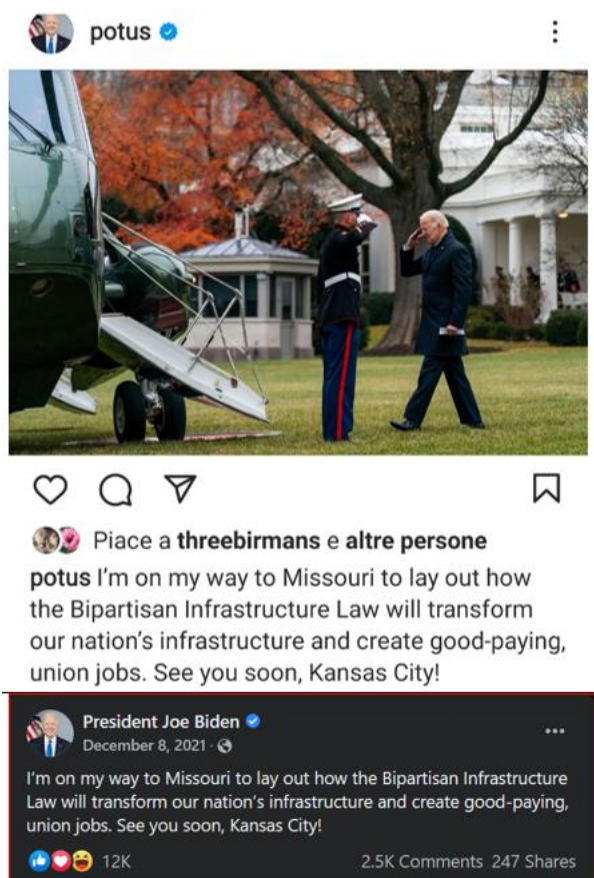 potus
Piace a threebirmans e altre persone
potus I'm on my way to Missouri to lay out how
the Bipartisan Infrastructure Law will transform
our nation's infrastructure and create good-paying,
union jobs. See you soon, Kansas City!
President Joe Biden
December 8, 2021 ·
I'm on my way to Missouri to lay out how the Bipartisan Infrastructure
Law will transform our nation's infrastructure and create good-paying,
union jobs. See you soon, Kansas City!
12K 2.5K Comments 247 Shares